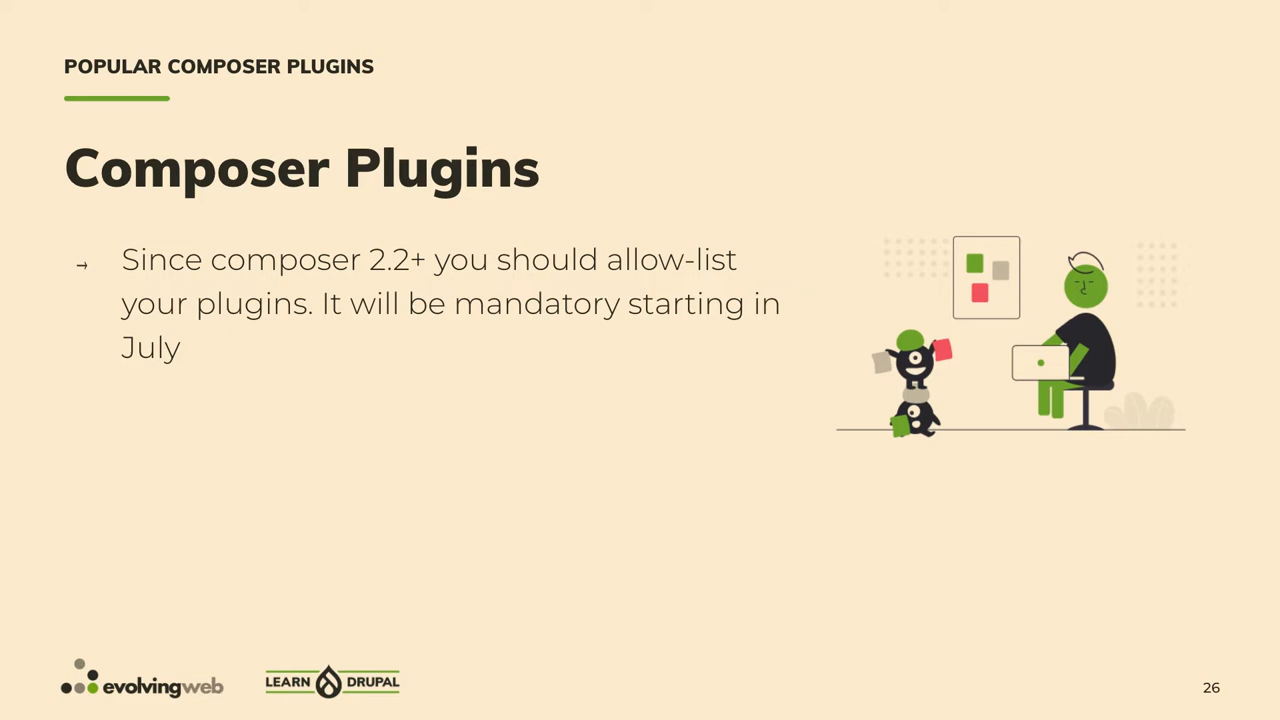 POPULAR COMPOSER PLUGINS
Composer Plugins
→ Since composer 2.2+ you should allow-list
your plugins. It will be mandatory starting in
July
evolvingweb
LEARN DRUPAL
26